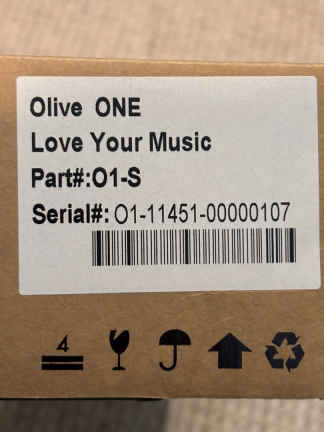 Olive ONE
Love Your Music
Part#:O1-S
Serial#: O1-11451-00000107
4